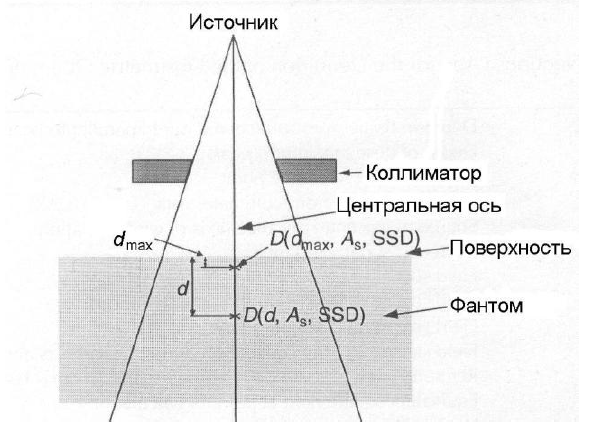 Источник
Коллиматор
Центральная ось
dmax
D(dmax, As, SSD)
Поверхность
d
D(d, As, SSD)
Фантом